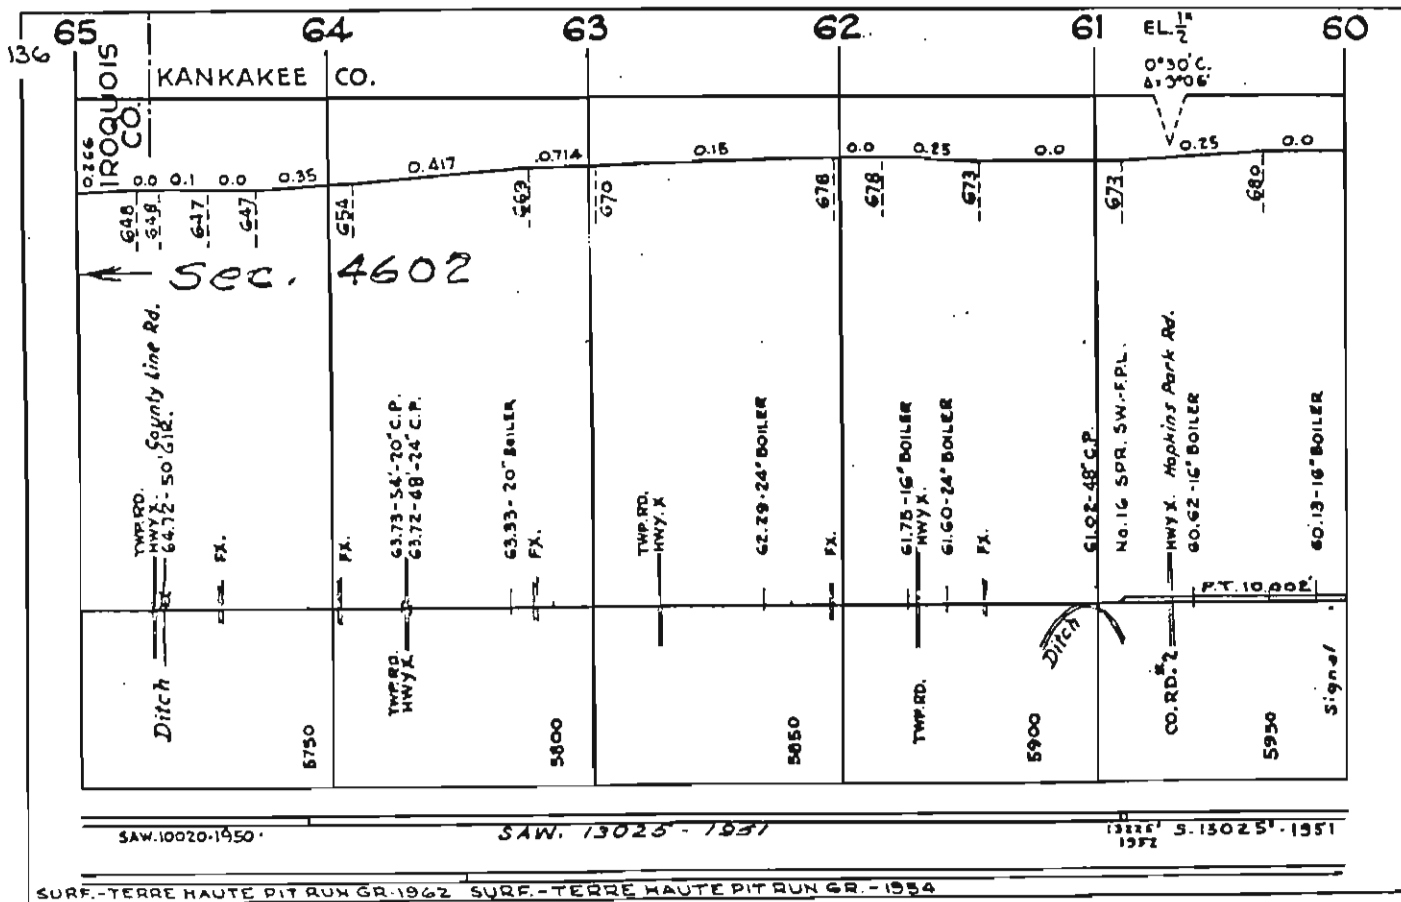 65 64 63 62 61 60
136
EL. 1/2"
0°30'C.
Δ=3°06'
IROQUOIS CO.
KANKAKEE CO.
0.266 0.0 0.1 0.0 0.35 0.417 .0714 0.15 0.0 0.25 0.0 0.25 0.0
648 648 647 647 654 669 670 678 678 673 673 680
← Sec. 4602
TWP. RD.
HWY X. County Line Rd.
64.72-50' GIR.
FX.
FX.
63.73-54'-20" C.P.
63.72-48'-24" C.P.
63.33-20" BOILER
FX.
TWP. RD.
HWY. X
62.29-24" BOILER
FX.
61.75-16" BOILER
HWY X.
61.60-24" BOILER
FX.
61.02-48" C.P.
No. 16 SPR. SW.-F.P.L.
HWY X. Hopkins Park Rd.
60.62-16" BOILER
60.13-16" BOILER
P.T. 10,002'
Ditch
TWP. RD.
HWY X
TWP. RD.
Ditch
CO. RD. #2
Signal
5750 5800 5850 5900 5950
SAW. 10020-1950 SAW. 13025-1951 13225' 1952 S. 13025'-1951
SURF.-TERRE HAUTE PIT RUN GR-1962 SURF.-TERRE HAUTE PIT RUN GR.-1954